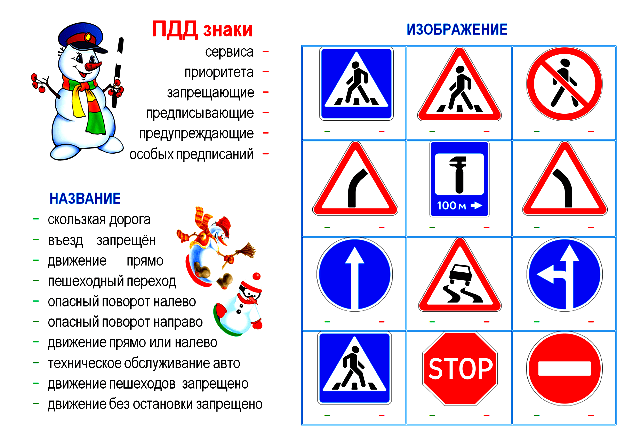 ПДД знаки
сервиса –
приоритета –
запрещающие –
предписывающие –
предупреждающие –
особых предписаний –
НАЗВАНИЕ
– скользкая дорога
– въезд запрещён
– движение прямо
– пешеходный переход
– опасный поворот налево
– опасный поворот направо
– движение прямо или налево
– техническое обслуживание авто
– движение пешеходов запрещено
– движение без остановки запрещено
ИЗОБРАЖЕНИЕ
100 м
STOP